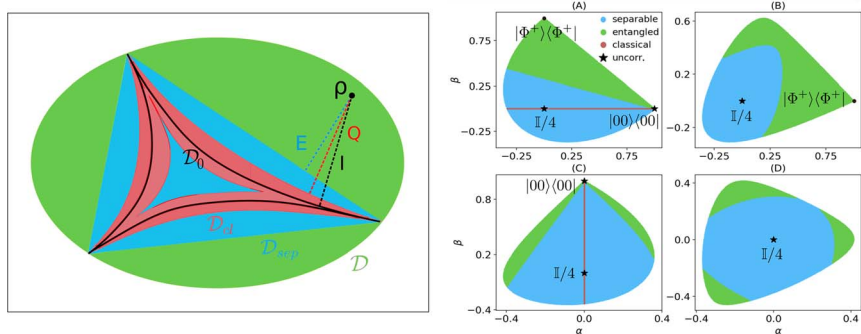 ρ
E
Q
I
𝒟₀
𝒟_cl
𝒟_sep
𝒟
(A)
|Φ⁺⟩⟨Φ⁺|
separable
entangled
classical
uncorr.
β
0.75
0.25
−0.25
𝕀/4
|00⟩⟨00|
−0.25
0.25
0.75
(B)
0.6
0.2
−0.2
|Φ⁺⟩⟨Φ⁺|
𝕀/4
−0.25
0.25
0.75
(C)
|00⟩⟨00|
β
0.8
0.2
−0.4
𝕀/4
−0.4
0.0
0.4
α
(D)
0.4
0.0
−0.4
𝕀/4
−0.4
0.0
0.4
α